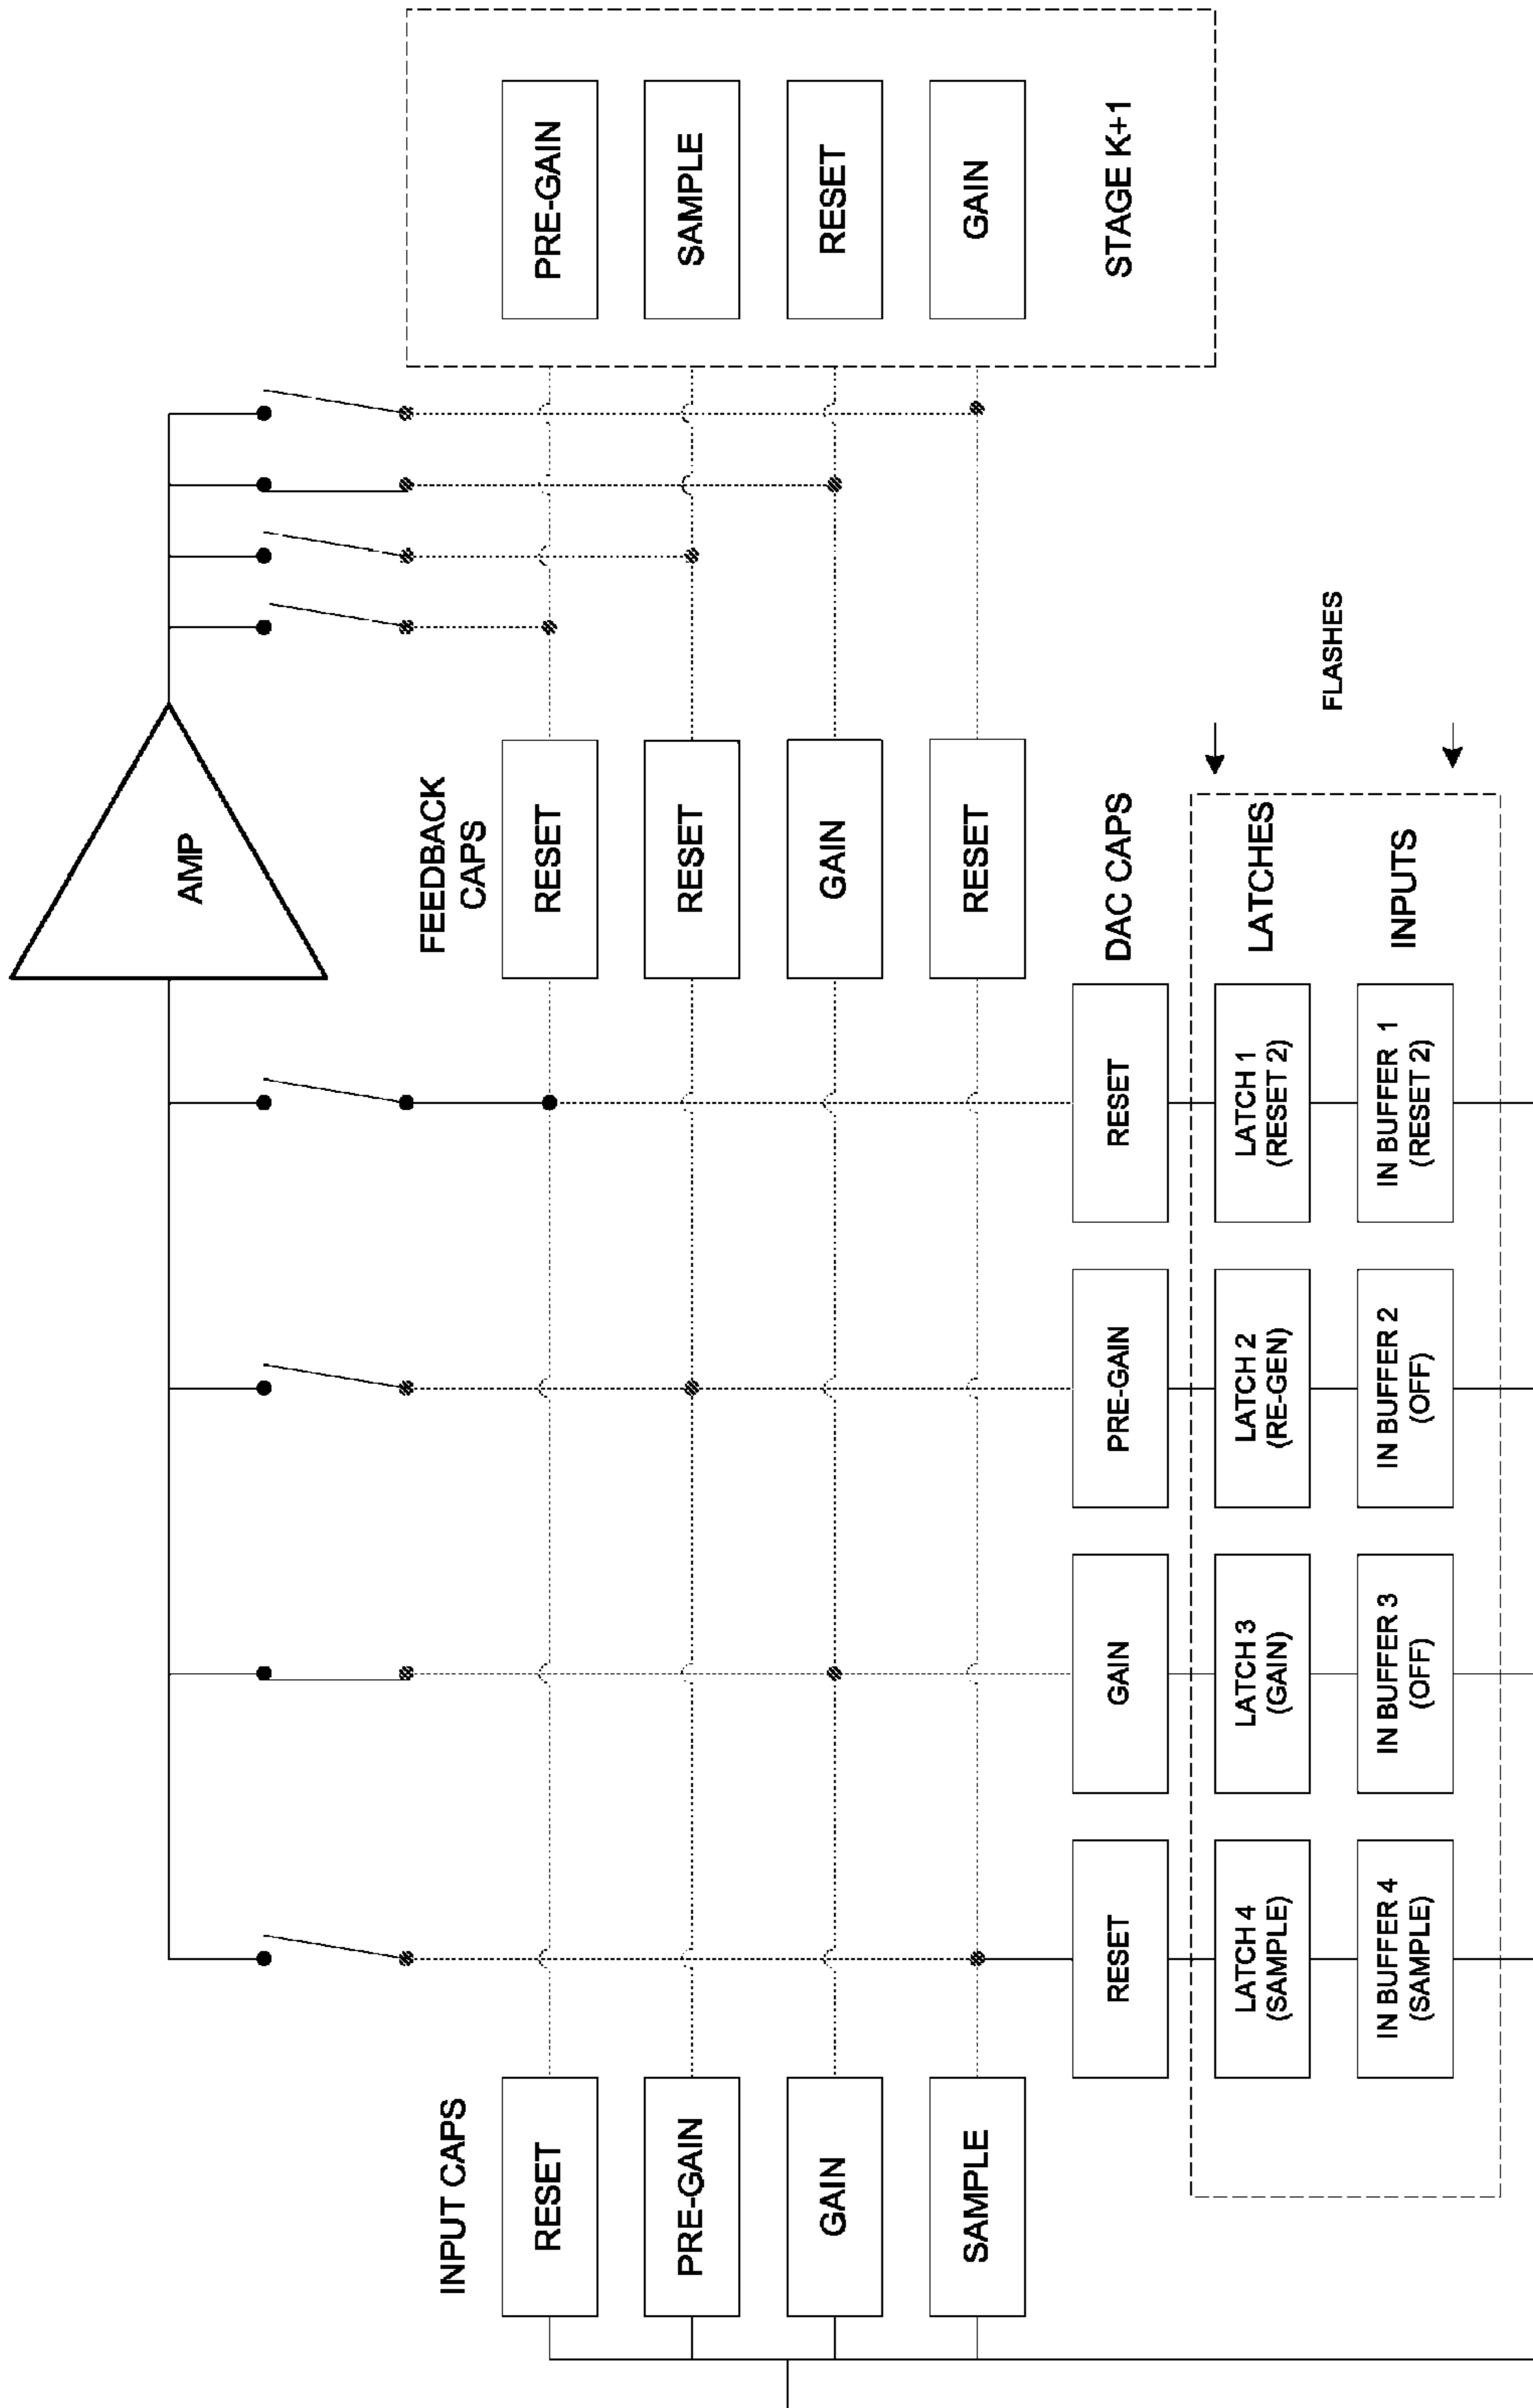 AMP
INPUT CAPS
RESET
PRE-GAIN
GAIN
SAMPLE
FEEDBACK
CAPS
RESET
RESET
GAIN
RESET
PRE-GAIN
SAMPLE
RESET
GAIN
STAGE K+1
RESET
GAIN
PRE-GAIN
RESET
DAC CAPS
LATCH 4
(SAMPLE)
LATCH 3
(GAIN)
LATCH 2
(RE-GEN)
LATCH 1
(RESET 2)
LATCHES
IN BUFFER 4
(SAMPLE)
IN BUFFER 3
(OFF)
IN BUFFER 2
(OFF)
IN BUFFER 1
(RESET 2)
INPUTS
FLASHES